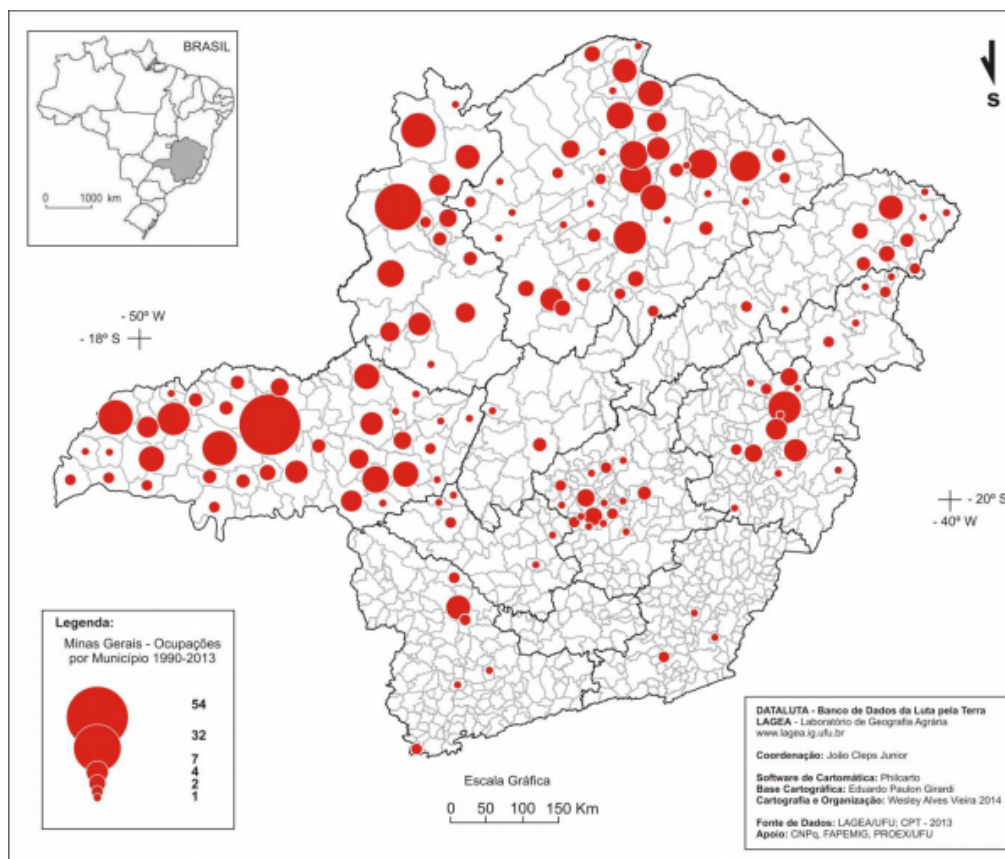 BRASIL
0 1000 km
S
- 50º W
- 18º S
- 20º S
- 40º W
Legenda:
Minas Gerais - Ocupações
por Município 1990-2013
54
32
7
4
2
1
Escala Gráfica
0 50 100 150 Km
DATALUTA - Banco de Dados da Luta pela Terra
LAGEA - Laboratório de Geografia Agrária
www.lagea.ig.ufu.br
Coordenação: João Cleps Junior
Software de Cartomática: Philcarto
Base Cartográfica: Eduardo Paulon Girardi
Cartografia e Organização: Wesley Alves Vieira 2014
Fonte de Dados: LAGEA/UFU; CPT - 2013
Apoio: CNPq, FAPEMIG, PROEX/UFU